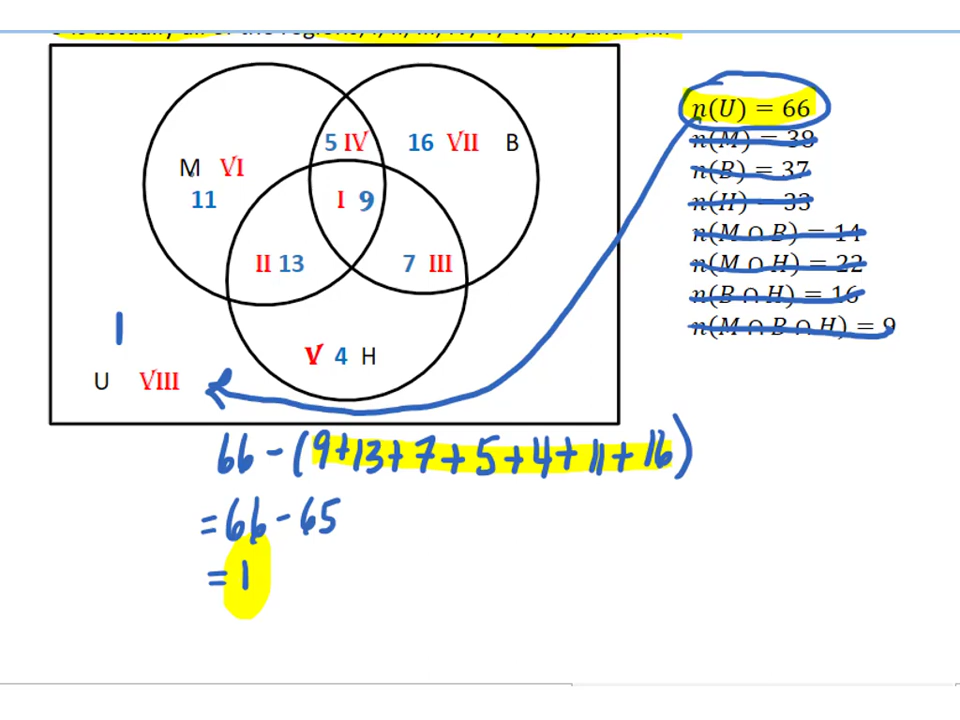 n(U) = 66
5 IV
16 VII B
n(M) = 38
M VI
n(B) = 37
11
I 9
n(H) = 33
n(M ∩ B) = 14
II 13
7 III
n(M ∩ H) = 22
n(B ∩ H) = 16
1
n(M ∩ B ∩ H) = 9
V 4 H
U VIII
66 - (9+13+7+5+4+11+16)
= 66 - 65
= 1